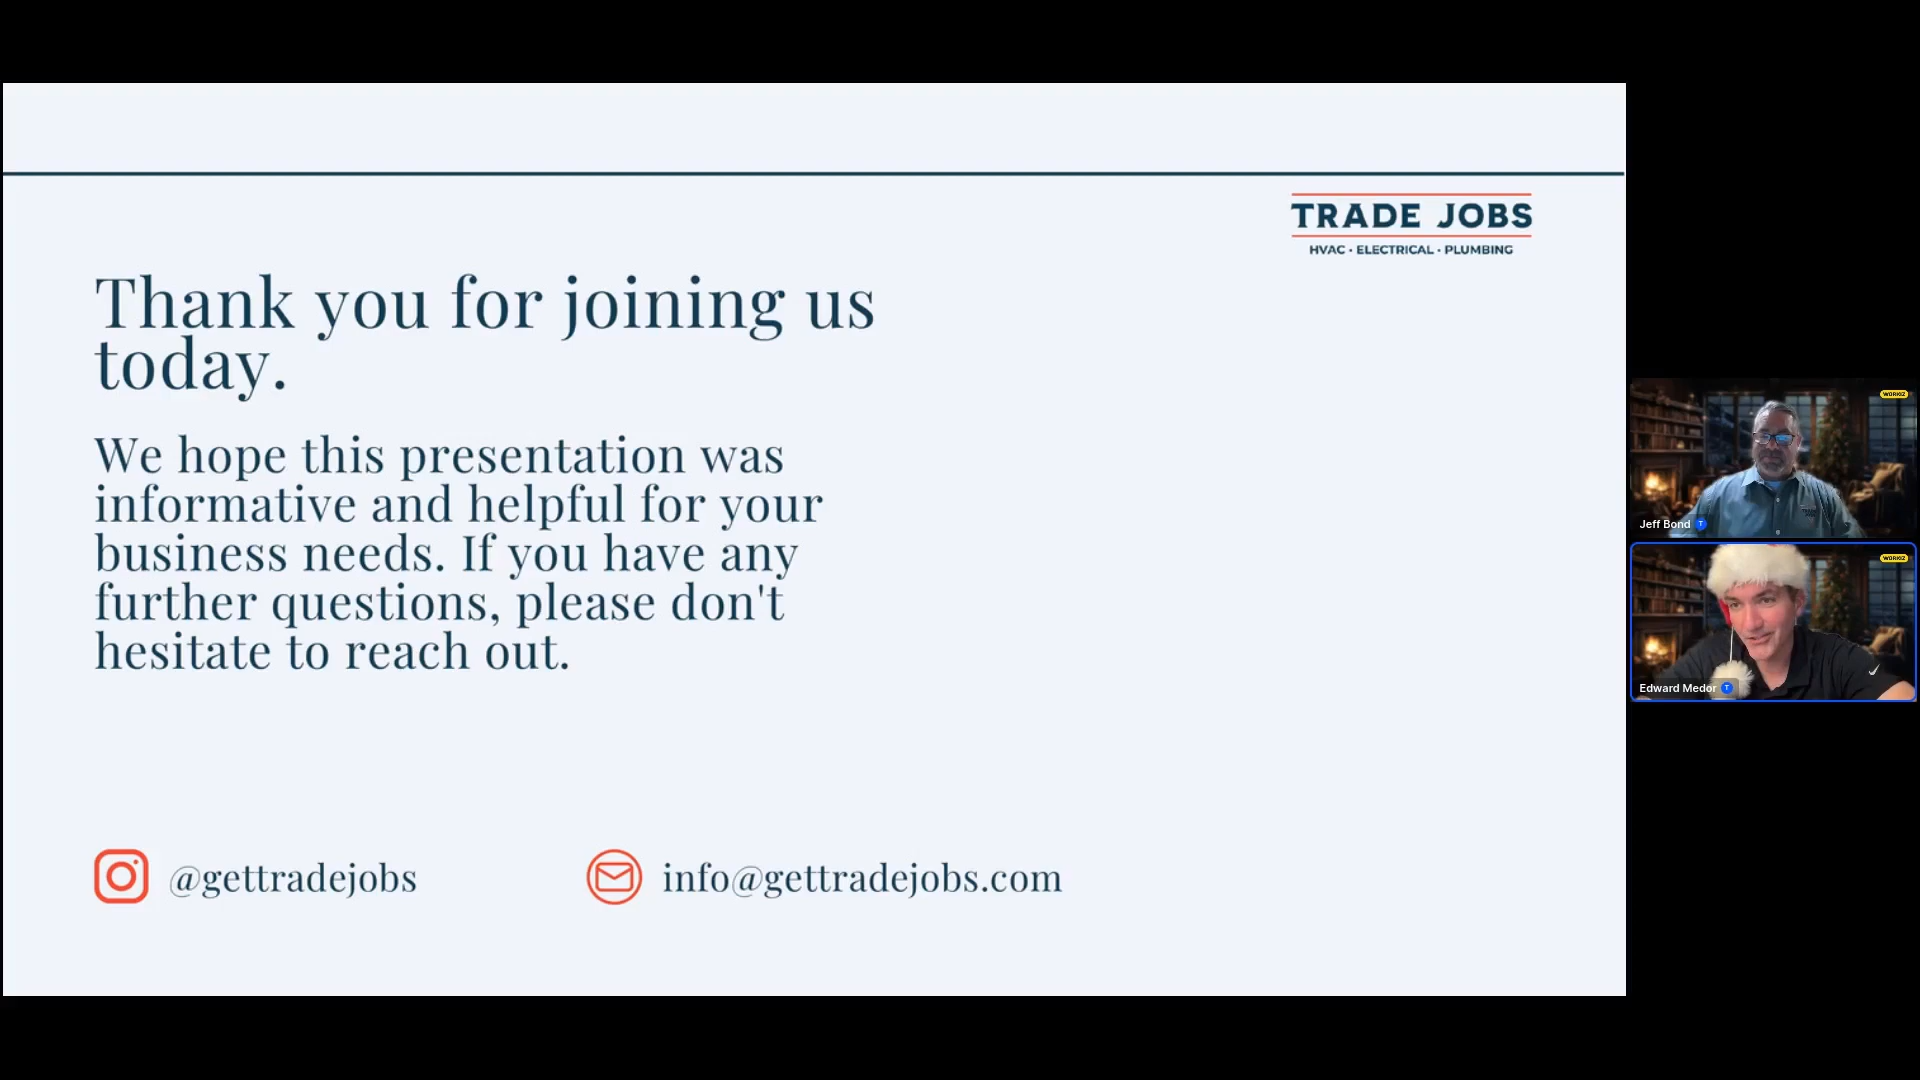 TRADE JOBS
HVAC · ELECTRICAL · PLUMBING
Thank you for joining us
today.
We hope this presentation was
informative and helpful for your
business needs. If you have any
further questions, please don't
hesitate to reach out.
@gettradejobs
info@gettradejobs.com
WORKIZ
Jeff Bond T
WORKIZ
Edward Medor T